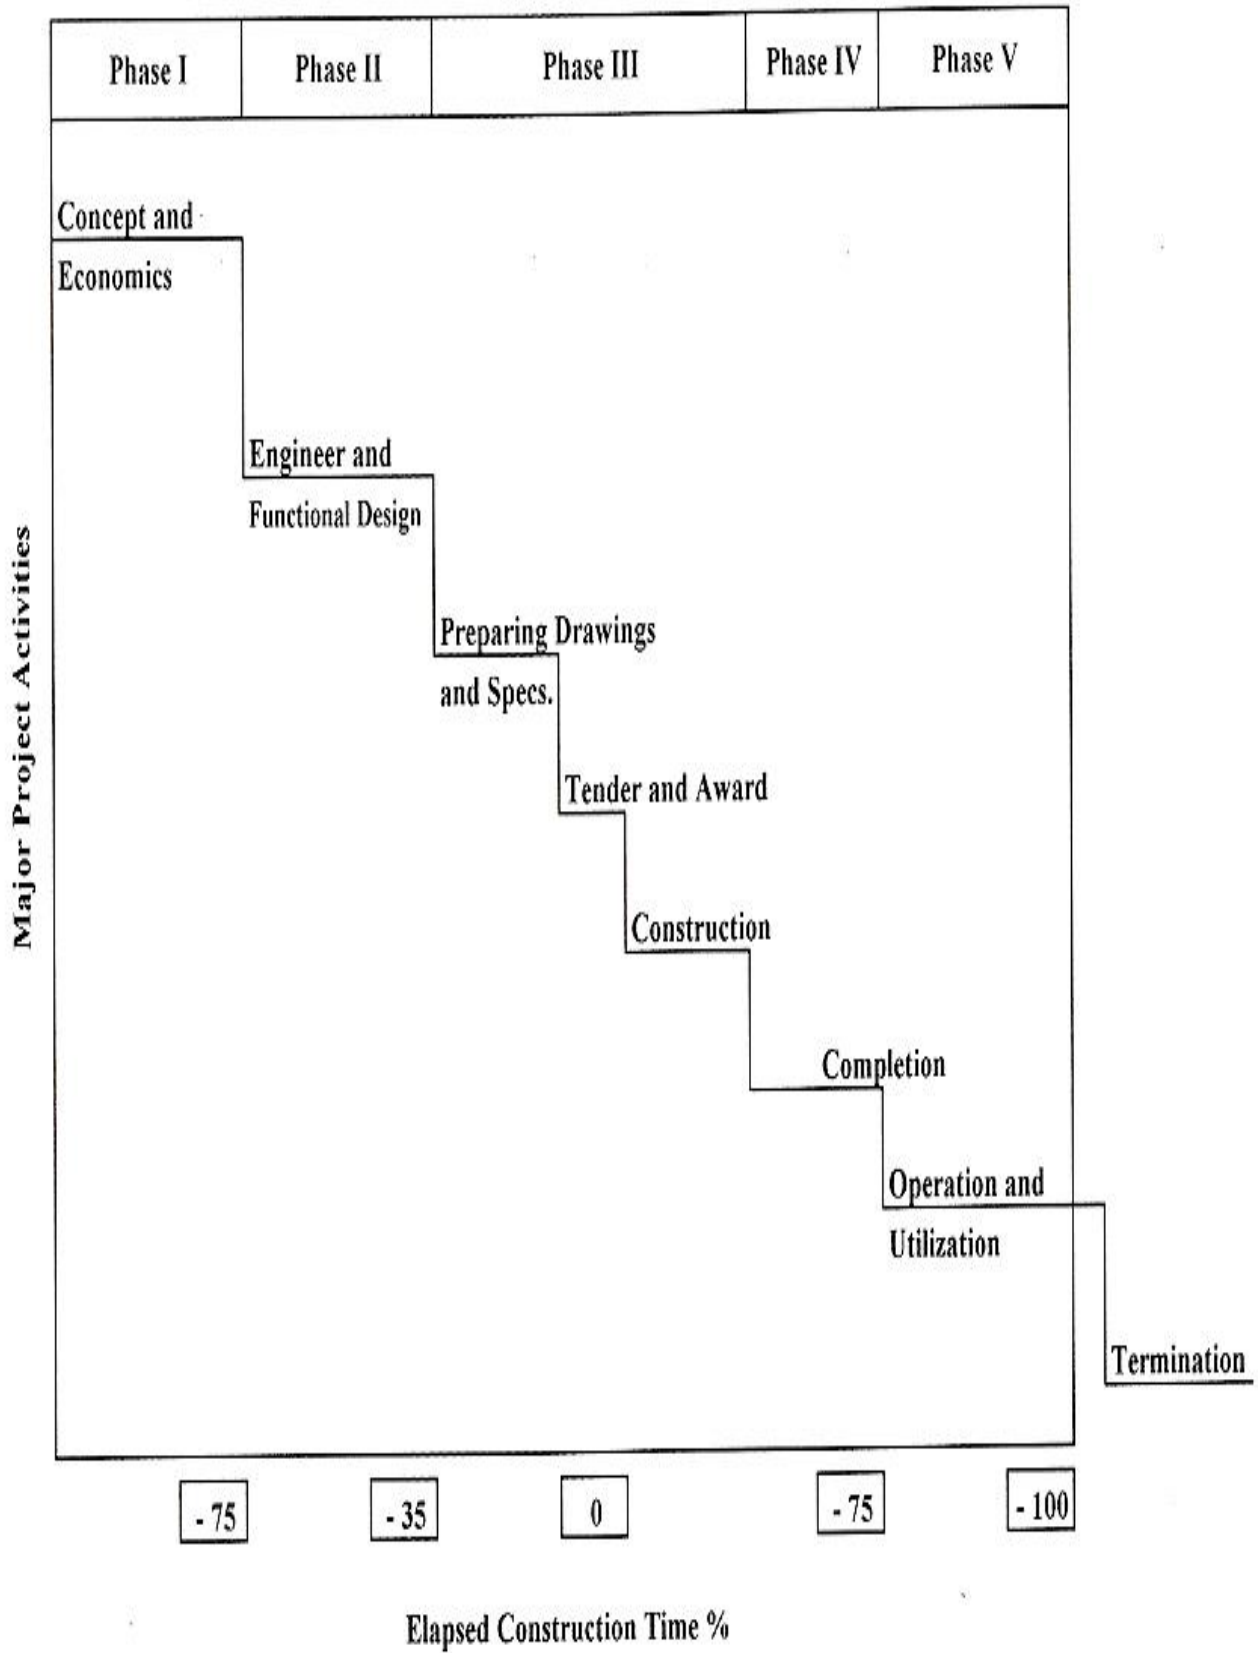 Phase I
Phase II
Phase III
Phase IV
Phase V
Concept and
Economics
Engineer and
Functional Design
Preparing Drawings
and Specs.
Tender and Award
Construction
Completion
Operation and
Utilization
Termination
Major Project Activities
- 75
- 35
0
- 75
- 100
Elapsed Construction Time %